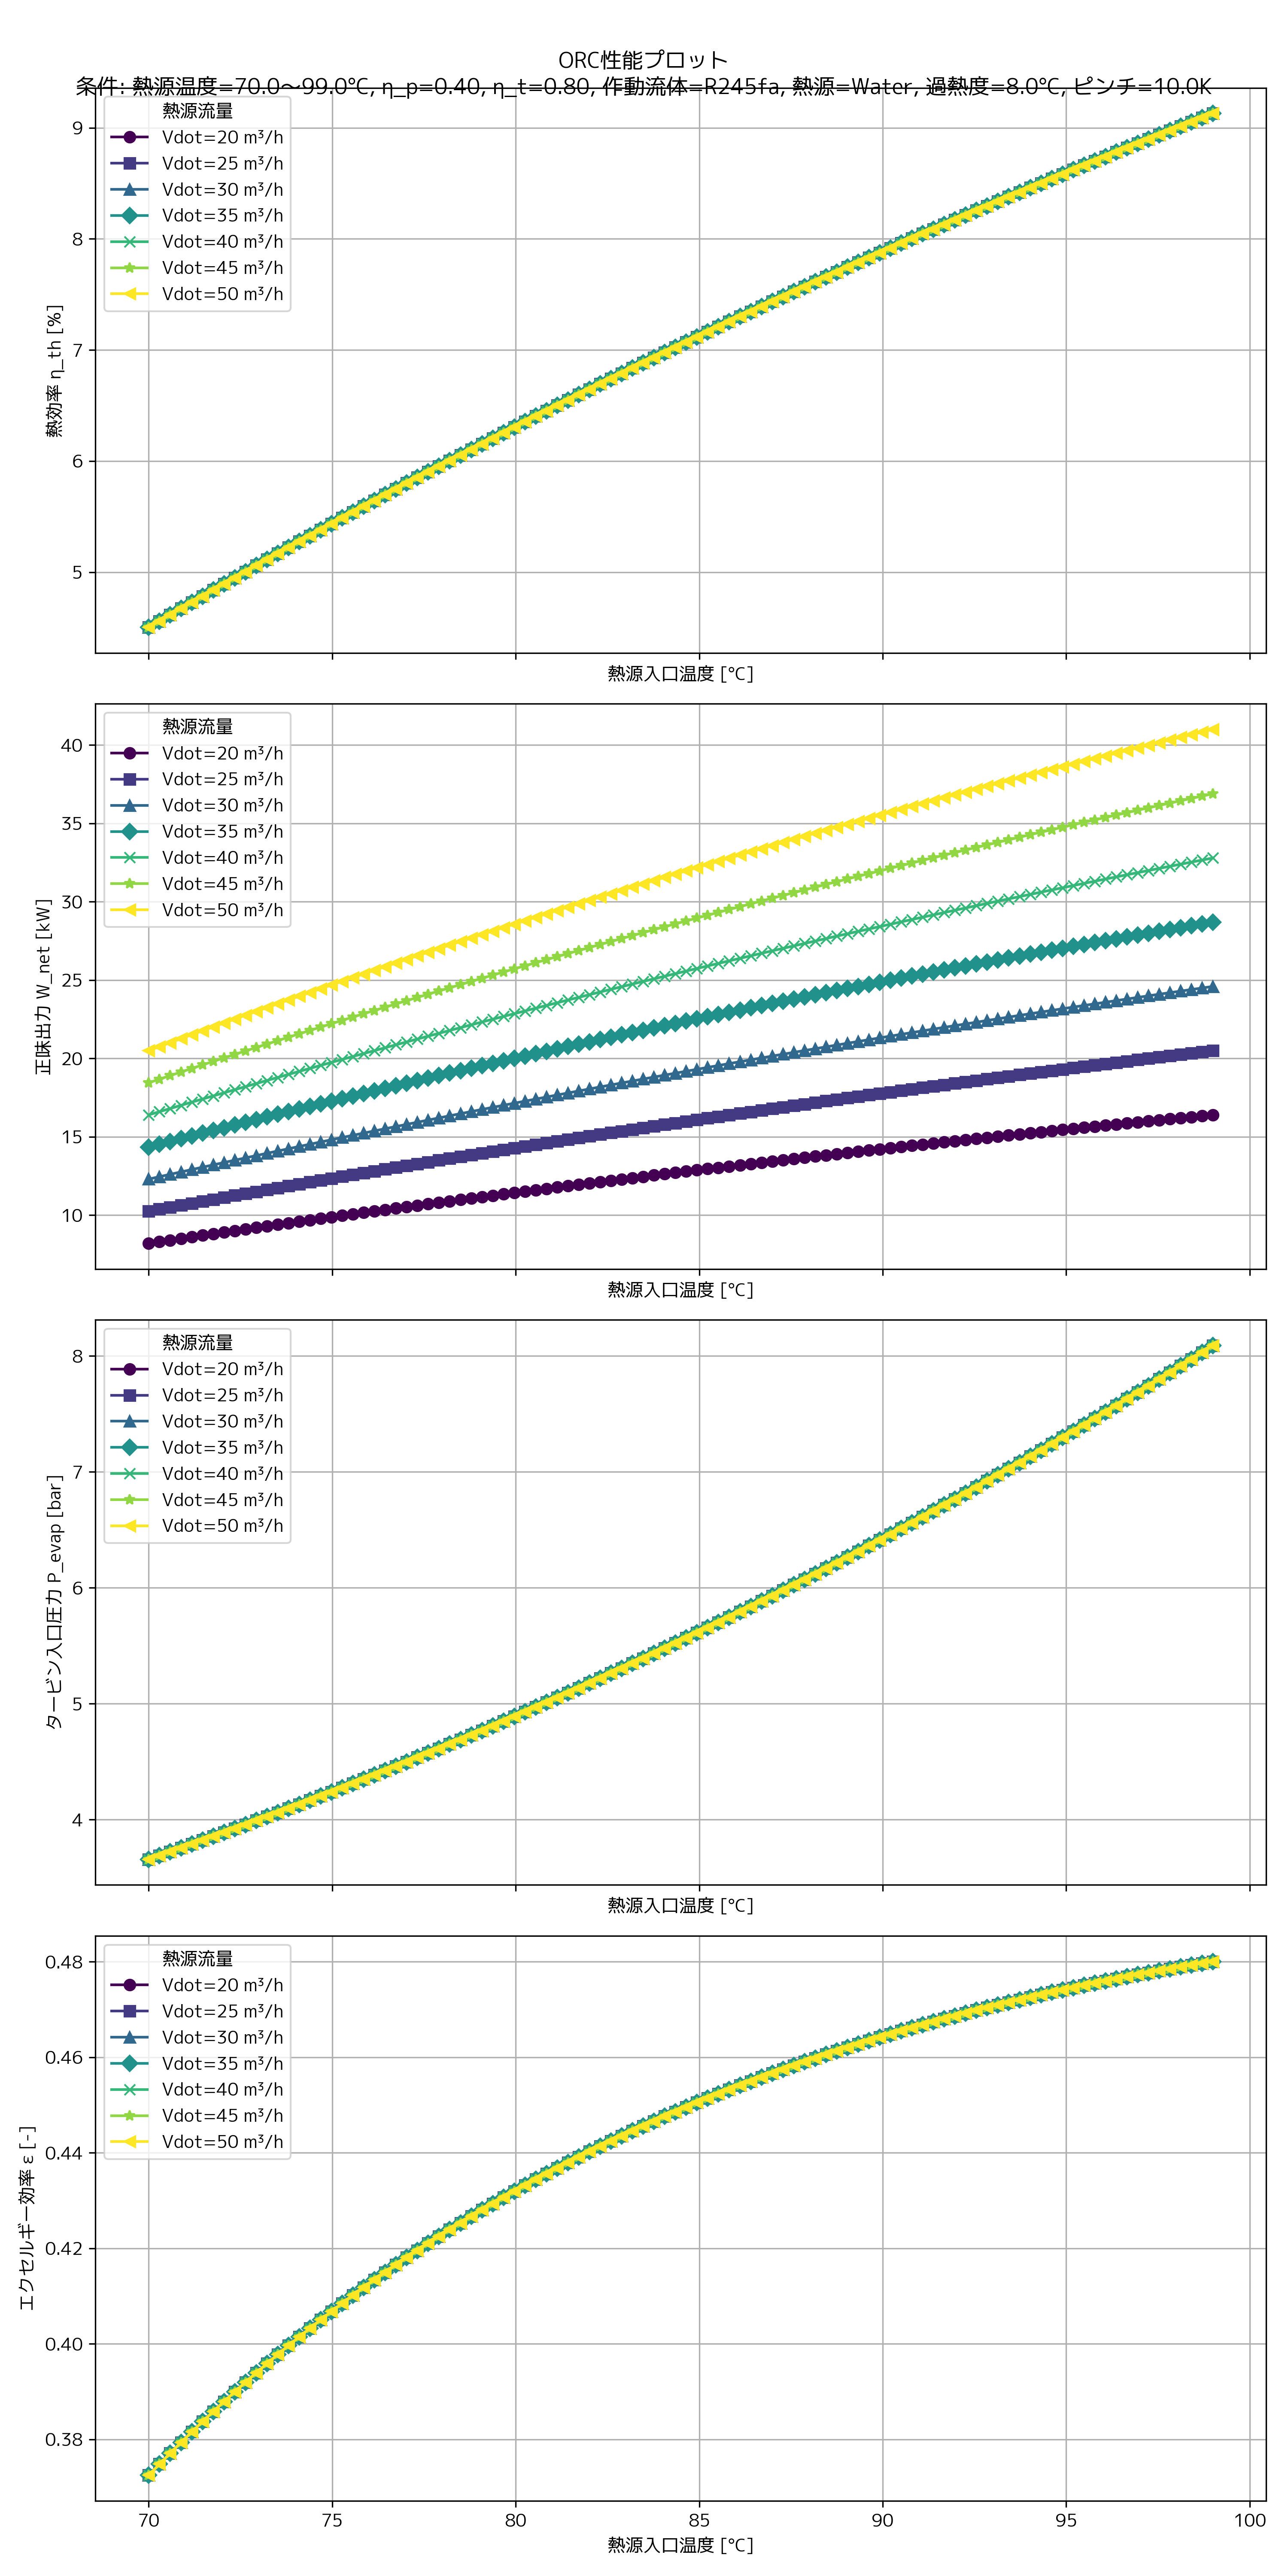 ORC性能プロット
条件: 熱源温度=70.0~99.0℃, η_p=0.40, η_t=0.80, 作動流体=R245fa, 熱源=Water, 過熱度=8.0℃, ピンチ=10.0K
熱効率 η_th [%]
9
8
7
6
5
熱源流量
Vdot=20 m³/h
Vdot=25 m³/h
Vdot=30 m³/h
Vdot=35 m³/h
Vdot=40 m³/h
Vdot=45 m³/h
Vdot=50 m³/h
熱源入口温度 [℃]
正味出力 W_net [kW]
40
35
30
25
20
15
10
熱源流量
Vdot=20 m³/h
Vdot=25 m³/h
Vdot=30 m³/h
Vdot=35 m³/h
Vdot=40 m³/h
Vdot=45 m³/h
Vdot=50 m³/h
熱源入口温度 [℃]
タービン入口圧力 P_evap [bar]
8
7
6
5
4
熱源流量
Vdot=20 m³/h
Vdot=25 m³/h
Vdot=30 m³/h
Vdot=35 m³/h
Vdot=40 m³/h
Vdot=45 m³/h
Vdot=50 m³/h
熱源入口温度 [℃]
エクセルギー効率 ε [-]
0.48
0.46
0.44
0.42
0.40
0.38
熱源流量
Vdot=20 m³/h
Vdot=25 m³/h
Vdot=30 m³/h
Vdot=35 m³/h
Vdot=40 m³/h
Vdot=45 m³/h
Vdot=50 m³/h
70 75 80 85 90 95 100
熱源入口温度 [℃]